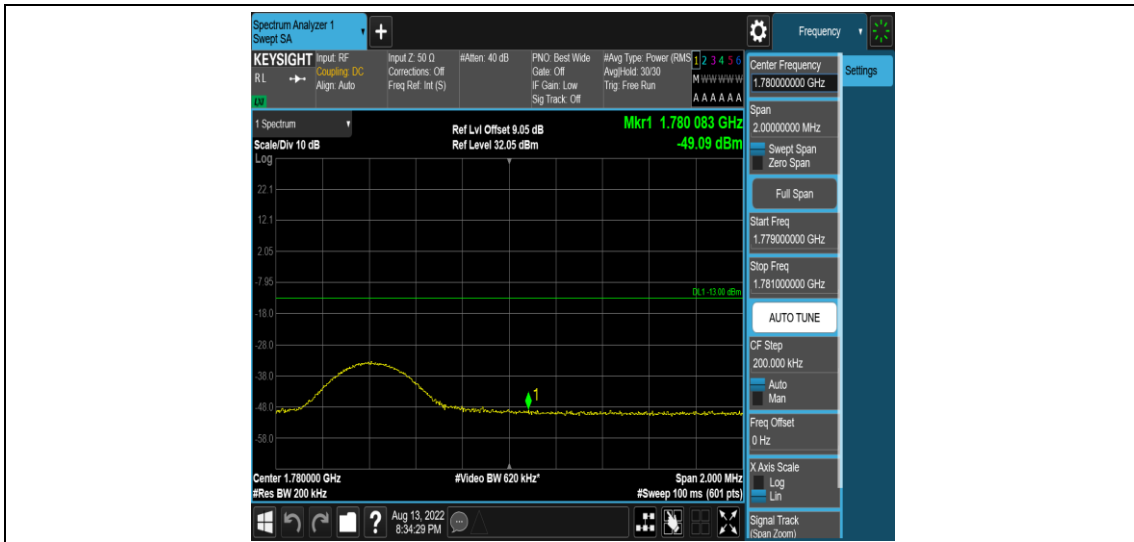 Spectrum Analyzer 1
Swept SA
+
Frequency
KEYSIGHT
RL
LXI
Input: RF
Coupling: DC
Align: Auto
Input Z: 50 Ω
Corrections: Off
Freq Ref: Int (S)
#Atten: 40 dB
PNO: Best Wide
Gate: Off
IF Gain: Low
Sig Track: Off
#Avg Type: Power (RMS
Avg|Hold: 30/30
Trig: Free Run
1 2 3 4 5 6
M W W W W W
A A A A A A
1 Spectrum
Scale/Div 10 dB
Log
Ref Lvl Offset 9.05 dB
Ref Level 32.05 dBm
Mkr1 1.780 083 GHz
-49.09 dBm
22.1
12.1
2.05
-7.95
-18.0
-28.0
-38.0
-48.0
-58.0
DL1 -13.00 dBm
1
Center 1.780000 GHz
#Res BW 200 kHz
#Video BW 620 kHz*
Span 2.000 MHz
#Sweep 100 ms (601 pts)
Aug 13, 2022
8:34:29 PM
?
Center Frequency
1.780000000 GHz
Settings
Span
2.00000000 MHz
Swept Span
Zero Span
Full Span
Start Freq
1.779000000 GHz
Stop Freq
1.781000000 GHz
AUTO TUNE
CF Step
200.000 kHz
Auto
Man
Freq Offset
0 Hz
X Axis Scale
Log
Lin
Signal Track
(Span Zoom)